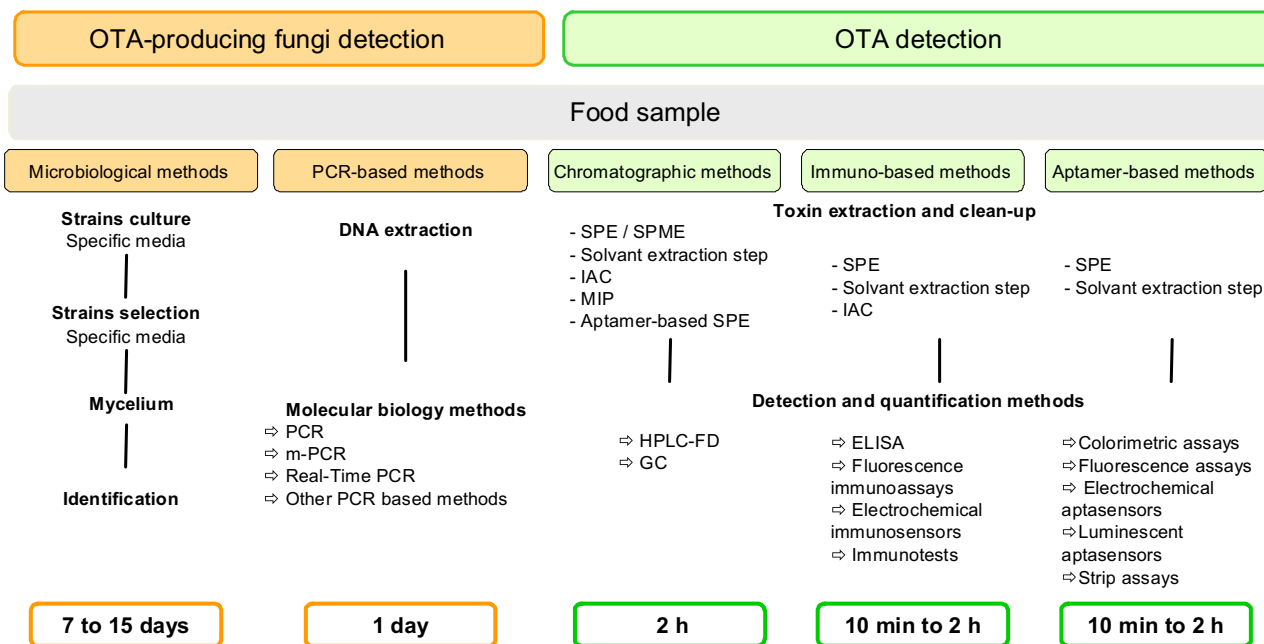 OTA-producing fungi detection
OTA detection
Food sample
Microbiological methods
PCR-based methods
Chromatographic methods
Immuno-based methods
Aptamer-based methods
Strains culture
Specific media
Strains selection
Specific media
Mycelium
Identification
DNA extraction
Molecular biology methods
⇨ PCR
⇨ m-PCR
⇨ Real-Time PCR
⇨ Other PCR based methods
Toxin extraction and clean-up
- SPE / SPME
- Solvant extraction step
- IAC
- MIP
- Aptamer-based SPE
- SPE
- Solvant extraction step
- IAC
- SPE
- Solvant extraction step
Detection and quantification methods
⇨ HPLC-FD
⇨ GC
⇨ ELISA
⇨ Fluorescence
immunoassays
⇨ Electrochemical
immunosensors
⇨ Immunotests
⇨Colorimetric assays
⇨Fluorescence assays
⇨ Electrochemical
aptasensors
⇨Luminescent
aptasensors
⇨Strip assays
7 to 15 days
1 day
2 h
10 min to 2 h
10 min to 2 h